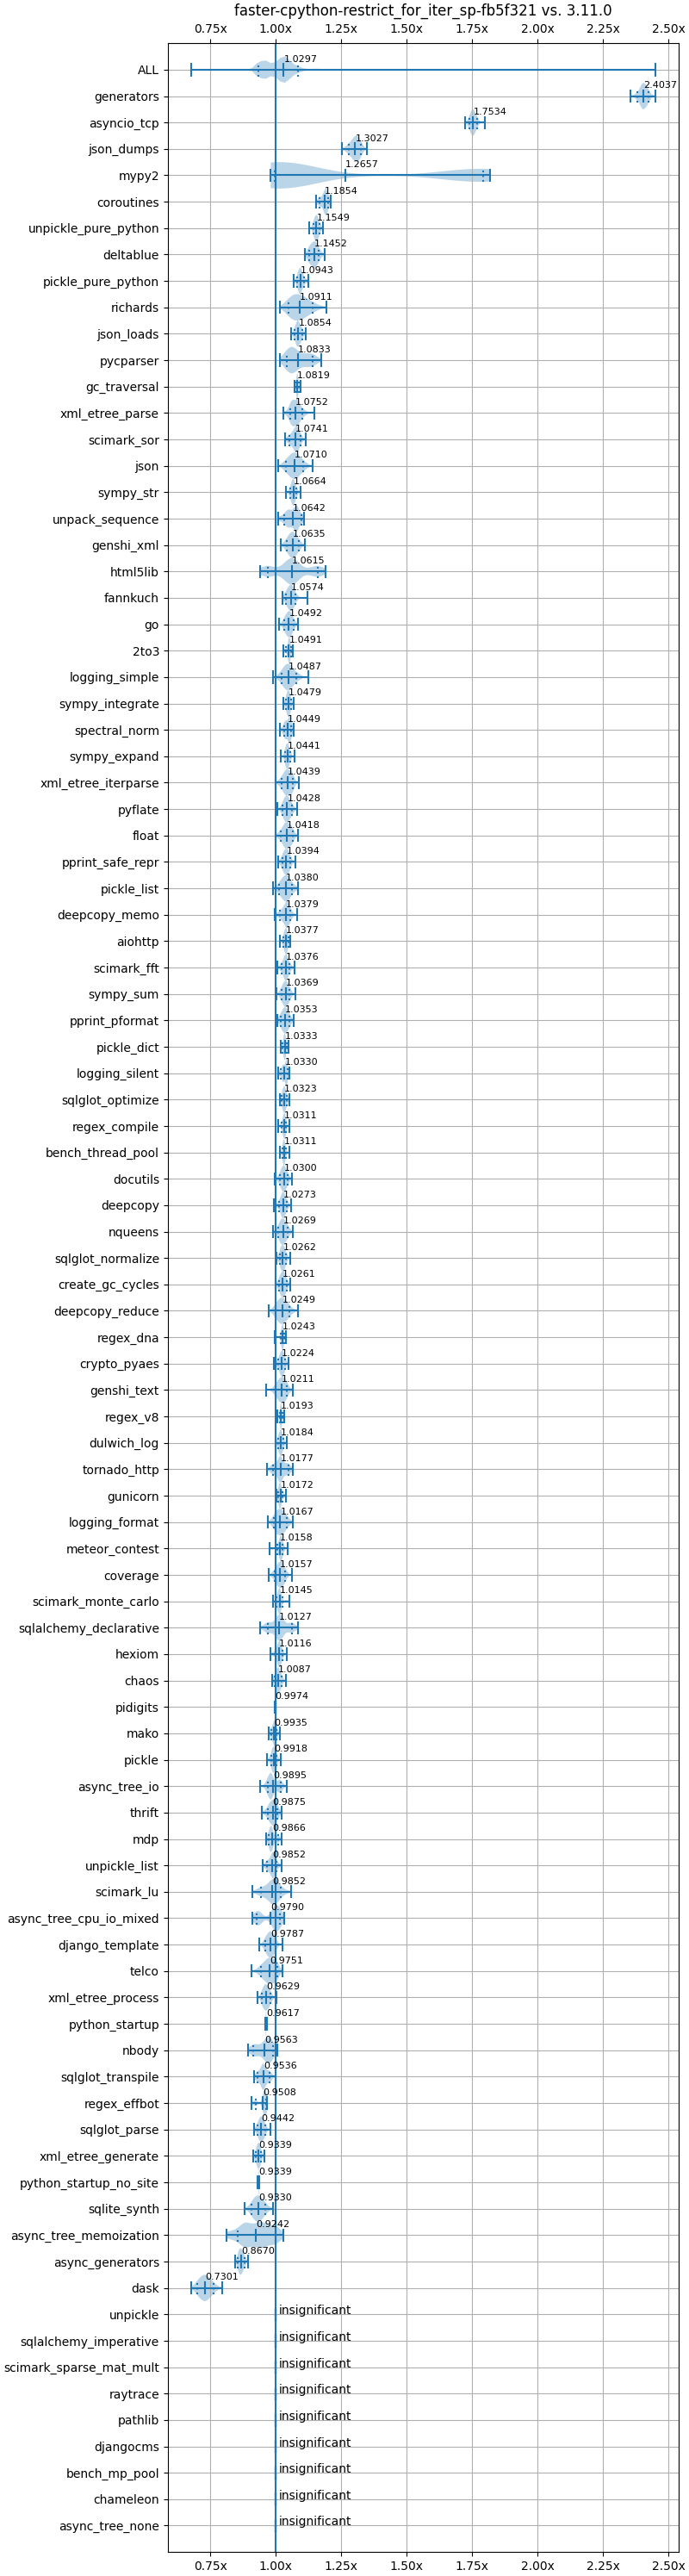 faster-cpython-restrict_for_iter_sp-fb5f321 vs. 3.11.0
0.75x 1.00x 1.25x 1.50x 1.75x 2.00x 2.25x 2.50x
ALL 1.0297
generators 2.4037
asyncio_tcp 1.7534
json_dumps 1.3027
mypy2 1.2657
coroutines 1.1854
unpickle_pure_python 1.1549
deltablue 1.1452
pickle_pure_python 1.0943
richards 1.0911
json_loads 1.0854
pycparser 1.0833
gc_traversal 1.0819
xml_etree_parse 1.0752
scimark_sor 1.0741
json 1.0710
sympy_str 1.0664
unpack_sequence 1.0642
genshi_xml 1.0635
html5lib 1.0615
fannkuch 1.0574
go 1.0492
2to3 1.0491
logging_simple 1.0487
sympy_integrate 1.0479
spectral_norm 1.0449
sympy_expand 1.0441
xml_etree_iterparse 1.0439
pyflate 1.0428
float 1.0418
pprint_safe_repr 1.0394
pickle_list 1.0380
deepcopy_memo 1.0379
aiohttp 1.0377
scimark_fft 1.0376
sympy_sum 1.0369
pprint_pformat 1.0353
pickle_dict 1.0333
logging_silent 1.0330
sqlglot_optimize 1.0323
regex_compile 1.0311
bench_thread_pool 1.0311
docutils 1.0300
deepcopy 1.0273
nqueens 1.0269
sqlglot_normalize 1.0262
create_gc_cycles 1.0261
deepcopy_reduce 1.0249
regex_dna 1.0243
crypto_pyaes 1.0224
genshi_text 1.0211
regex_v8 1.0193
dulwich_log 1.0184
tornado_http 1.0177
gunicorn 1.0172
logging_format 1.0167
meteor_contest 1.0158
coverage 1.0157
scimark_monte_carlo 1.0145
sqlalchemy_declarative 1.0127
hexiom 1.0116
chaos 1.0087
pidigits 0.9974
mako 0.9935
pickle 0.9918
async_tree_io 0.9895
thrift 0.9875
mdp 0.9866
unpickle_list 0.9852
scimark_lu 0.9852
async_tree_cpu_io_mixed 0.9790
django_template 0.9787
telco 0.9751
xml_etree_process 0.9629
python_startup 0.9617
nbody 0.9563
sqlglot_transpile 0.9536
regex_effbot 0.9508
sqlglot_parse 0.9442
xml_etree_generate 0.9339
python_startup_no_site 0.9339
sqlite_synth 0.9330
async_tree_memoization 0.9242
async_generators 0.8670
dask 0.7301
unpickle insignificant
sqlalchemy_imperative insignificant
scimark_sparse_mat_mult insignificant
raytrace insignificant
pathlib insignificant
djangocms insignificant
bench_mp_pool insignificant
chameleon insignificant
async_tree_none insignificant
0.75x 1.00x 1.25x 1.50x 1.75x 2.00x 2.25x 2.50x